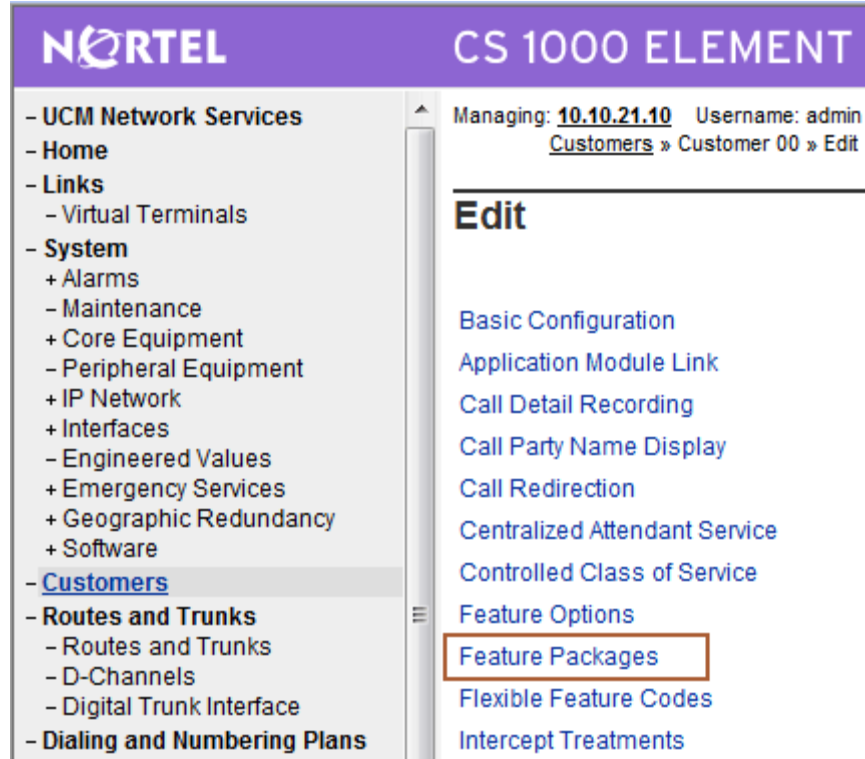 NORTEL
CS 1000 ELEMENT
– UCM Network Services
– Home
– Links
– Virtual Terminals
– System
+ Alarms
– Maintenance
+ Core Equipment
– Peripheral Equipment
+ IP Network
+ Interfaces
– Engineered Values
+ Emergency Services
+ Geographic Redundancy
+ Software
– Customers
– Routes and Trunks
– Routes and Trunks
– D-Channels
– Digital Trunk Interface
– Dialing and Numbering Plans
Managing: 10.10.21.10 Username: admin
Customers » Customer 00 » Edit
Edit
Basic Configuration
Application Module Link
Call Detail Recording
Call Party Name Display
Call Redirection
Centralized Attendant Service
Controlled Class of Service
Feature Options
Feature Packages
Flexible Feature Codes
Intercept Treatments